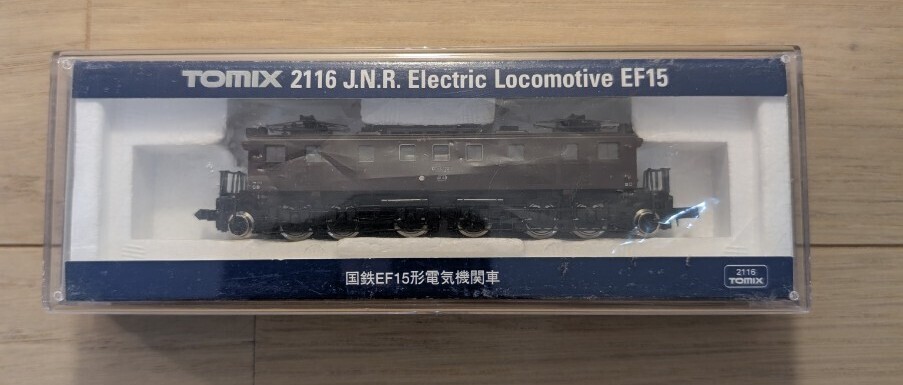 TOMIX 2116 J.N.R. Electric Locomotive EF15
国鉄EF15形電気機関車
2116
TOMIX